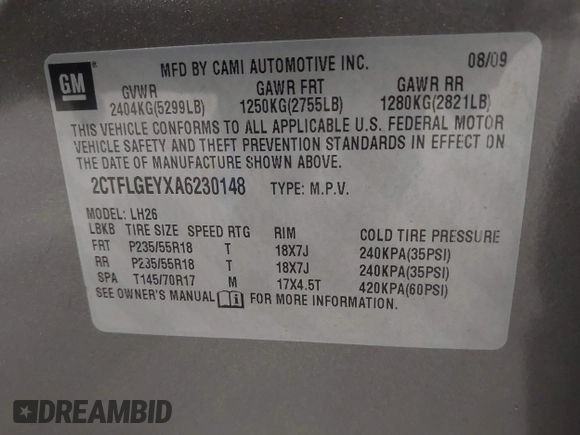 GM
MFD BY CAMI AUTOMOTIVE INC. 08/09
GVWR GAWR FRT GAWR RR
2404KG(5299LB) 1250KG(2755LB) 1280KG(2821LB)
THIS VEHICLE CONFORMS TO ALL APPLICABLE U.S. FEDERAL MOTOR
VEHICLE SAFETY AND THEFT PREVENTION STANDARDS IN EFFECT ON
THE DATE OF MANUFACTURE SHOWN ABOVE.
2CTFLGEYXA6230148 TYPE: M.P.V.
MODEL: LH26
LBKB TIRE SIZE SPEED RTG RIM COLD TIRE PRESSURE
FRT P235/55R18 T 18X7J 240KPA(35PSI)
RR P235/55R18 T 18X7J 240KPA(35PSI)
SPA T145/70R17 M 17X4.5T 420KPA(60PSI)
SEE OWNER'S MANUAL FOR MORE INFORMATION.
DREAMBID